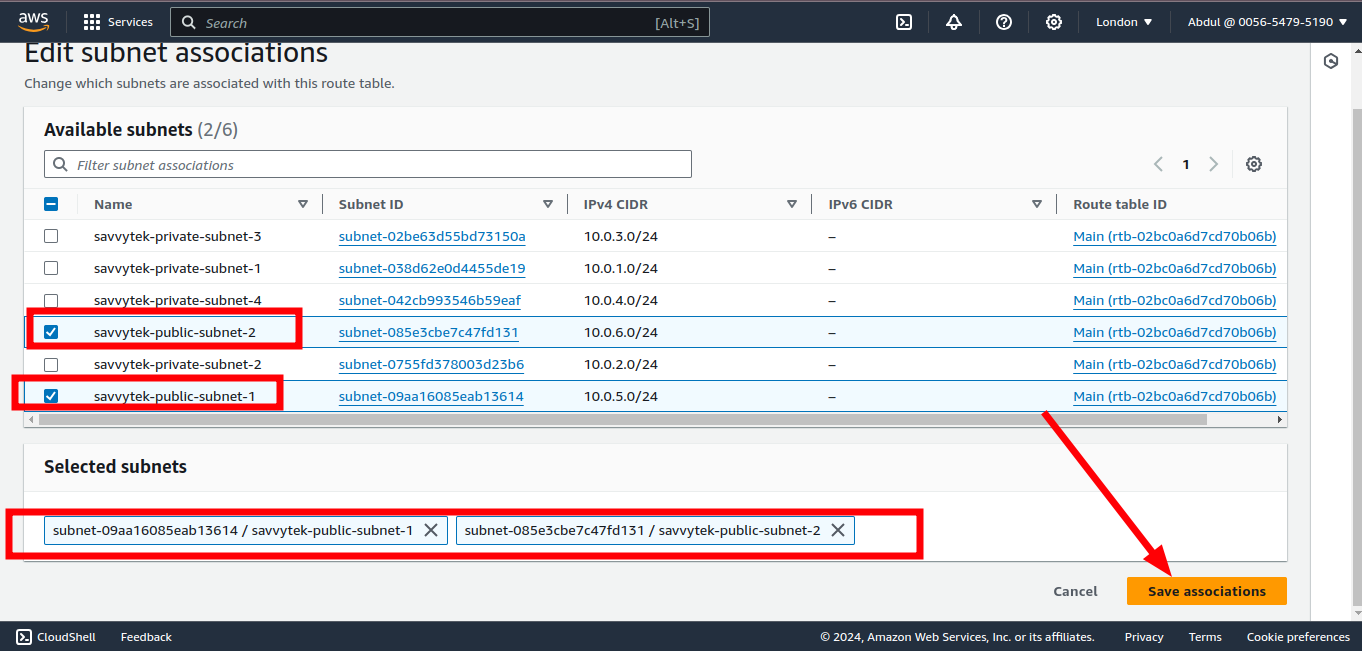 aws Services Search [Alt+S] London Abdul @ 0056-5479-5190
Edit subnet associations
Change which subnets are associated with this route table.
Available subnets (2/6)
Filter subnet associations 1
Name Subnet ID IPv4 CIDR IPv6 CIDR Route table ID
savvytek-private-subnet-3 subnet-02be63d55bd73150a 10.0.3.0/24 – Main (rtb-02bc0a6d7cd70b06b)
savvytek-private-subnet-1 subnet-038d62e0d4455de19 10.0.1.0/24 – Main (rtb-02bc0a6d7cd70b06b)
savvytek-private-subnet-4 subnet-042cb993546b59eaf 10.0.4.0/24 – Main (rtb-02bc0a6d7cd70b06b)
savvytek-public-subnet-2 subnet-085e3cbe7c47fd131 10.0.6.0/24 – Main (rtb-02bc0a6d7cd70b06b)
savvytek-private-subnet-2 subnet-0755fd378003d23b6 10.0.2.0/24 – Main (rtb-02bc0a6d7cd70b06b)
savvytek-public-subnet-1 subnet-09aa16085eab13614 10.0.5.0/24 – Main (rtb-02bc0a6d7cd70b06b)
Selected subnets
subnet-09aa16085eab13614 / savvytek-public-subnet-1 subnet-085e3cbe7c47fd131 / savvytek-public-subnet-2
Cancel Save associations
CloudShell Feedback © 2024, Amazon Web Services, Inc. or its affiliates. Privacy Terms Cookie preferences